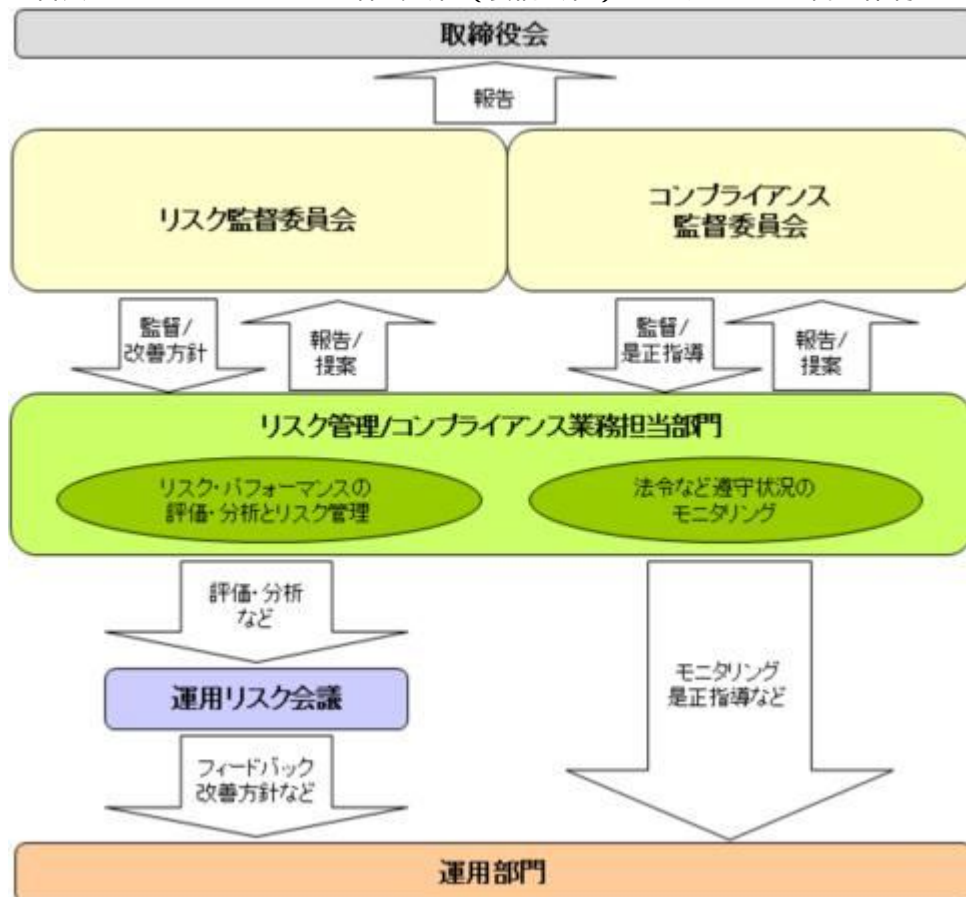 取締役会
報告
リスク監督委員会
コンプライアンス
監督委員会
監督/
改善方針
報告/
提案
監督/
是正指導
報告/
提案
リスク管理/コンプライアンス業務担当部門
リスク・パフォーマンスの
評価・分析とリスク管理
法令など遵守状況の
モニタリング
評価・分析
など
運用リスク会議
モニタリング
是正指導など
フィードバック
改善方針など
運用部門